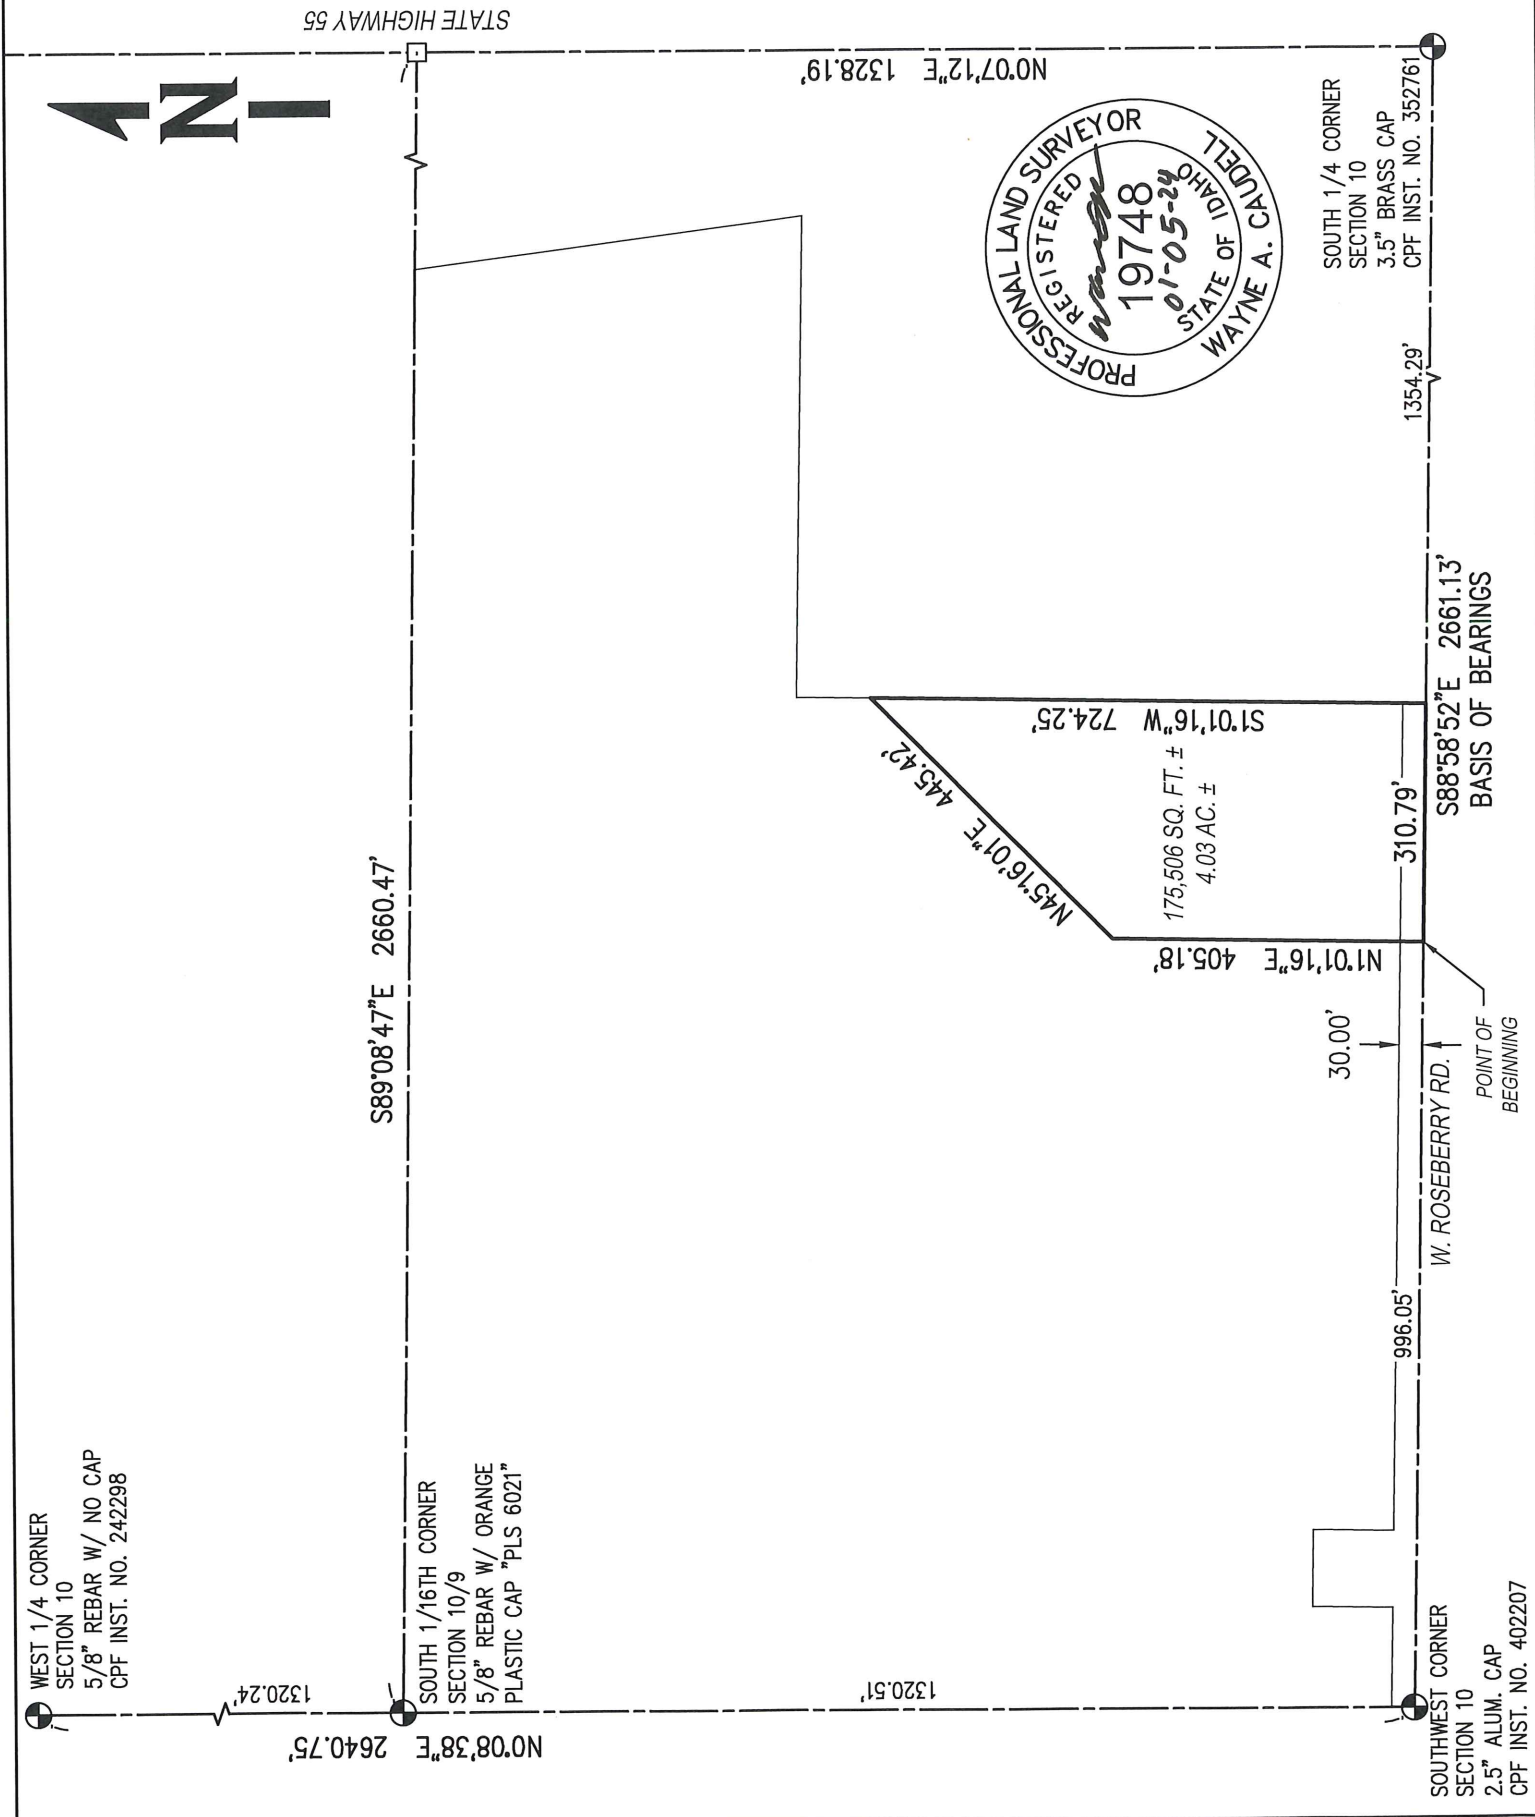 WEST 1/4 CORNER
SECTION 10
5/8" REBAR W/ NO CAP
CPF INST. NO. 242298
N
STATE HIGHWAY 55
1320.24'
N0°08'38"E 2640.75'
SOUTH 1/16TH CORNER
SECTION 10/9
5/8" REBAR W/ ORANGE
PLASTIC CAP "PLS 6021"
S89°08'47"E 2660.47'
N0°07'12"E 1328.19'
1320.51'
N45°16'01"E 445.42'
S1°01'16"W 724.25'
175,506 SQ. FT. ±
4.03 AC. ±
N1°01'16"E 405.18'
PROFESSIONAL LAND SURVEYOR
REGISTERED
19748
01-05-24
STATE OF IDAHO
WAYNE A. CAUDELL
30.00'
996.05'
310.79'
1354.29'
SOUTH 1/4 CORNER
SECTION 10
3.5" BRASS CAP
CPF INST. NO. 352761
SOUTHWEST CORNER
SECTION 10
2.5" ALUM. CAP
CPF INST. NO. 402207
W. ROSEBERRY RD.
POINT OF
BEGINNING
S88°58'52"E 2661.13'
BASIS OF BEARINGS